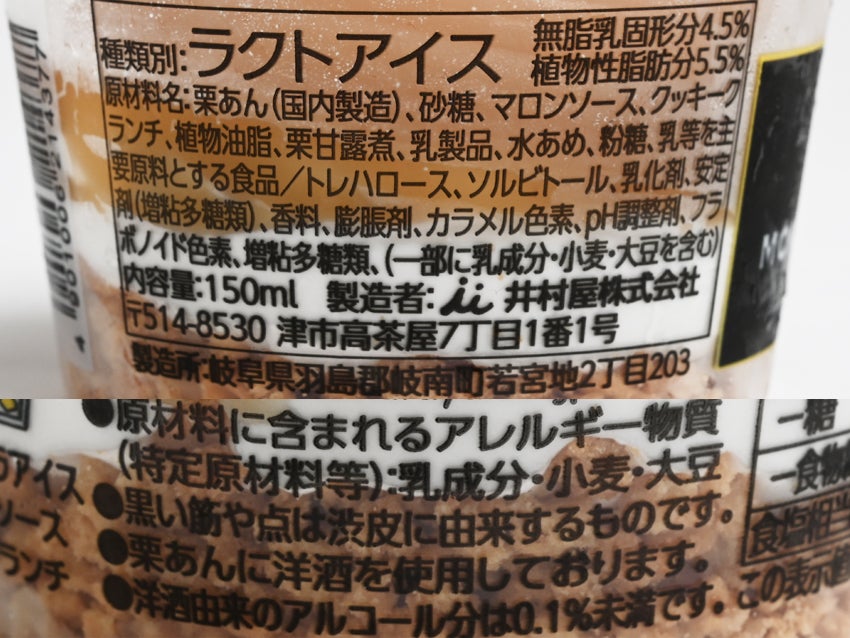 種類別:ラクトアイス
無脂乳固形分4.5%
植物性脂肪分5.5%
原材料名:栗あん(国内製造)、砂糖、マロンソース、クッキーク
ランチ、植物油脂、栗甘露煮、乳製品、水あめ、粉糖、乳等を主
要原料とする食品/トレハロース、ソルビトール、乳化剤、安定
剤(増粘多糖類)、香料、膨脹剤、カラメル色素、pH調整剤、フラ
ボノイド色素、増粘多糖類、(一部に乳成分・小麦・大豆を含む)
内容量:150ml 製造者: 井村屋株式会社
〒514-8530 津市高茶屋7丁目1番1号
製造所:岐阜県羽島郡岐南町若宮地2丁目203
●原材料に含まれるアレルギー物質
(特定原材料等):乳成分・小麦・大豆
●黒い筋や点は渋皮に由来するものです。
●栗あんに洋酒を使用しております。
●洋酒由来のアルコール分は0.1%未満です。
アイス
ソース
ランチ
−糖
−食物
食塩相当
この表示